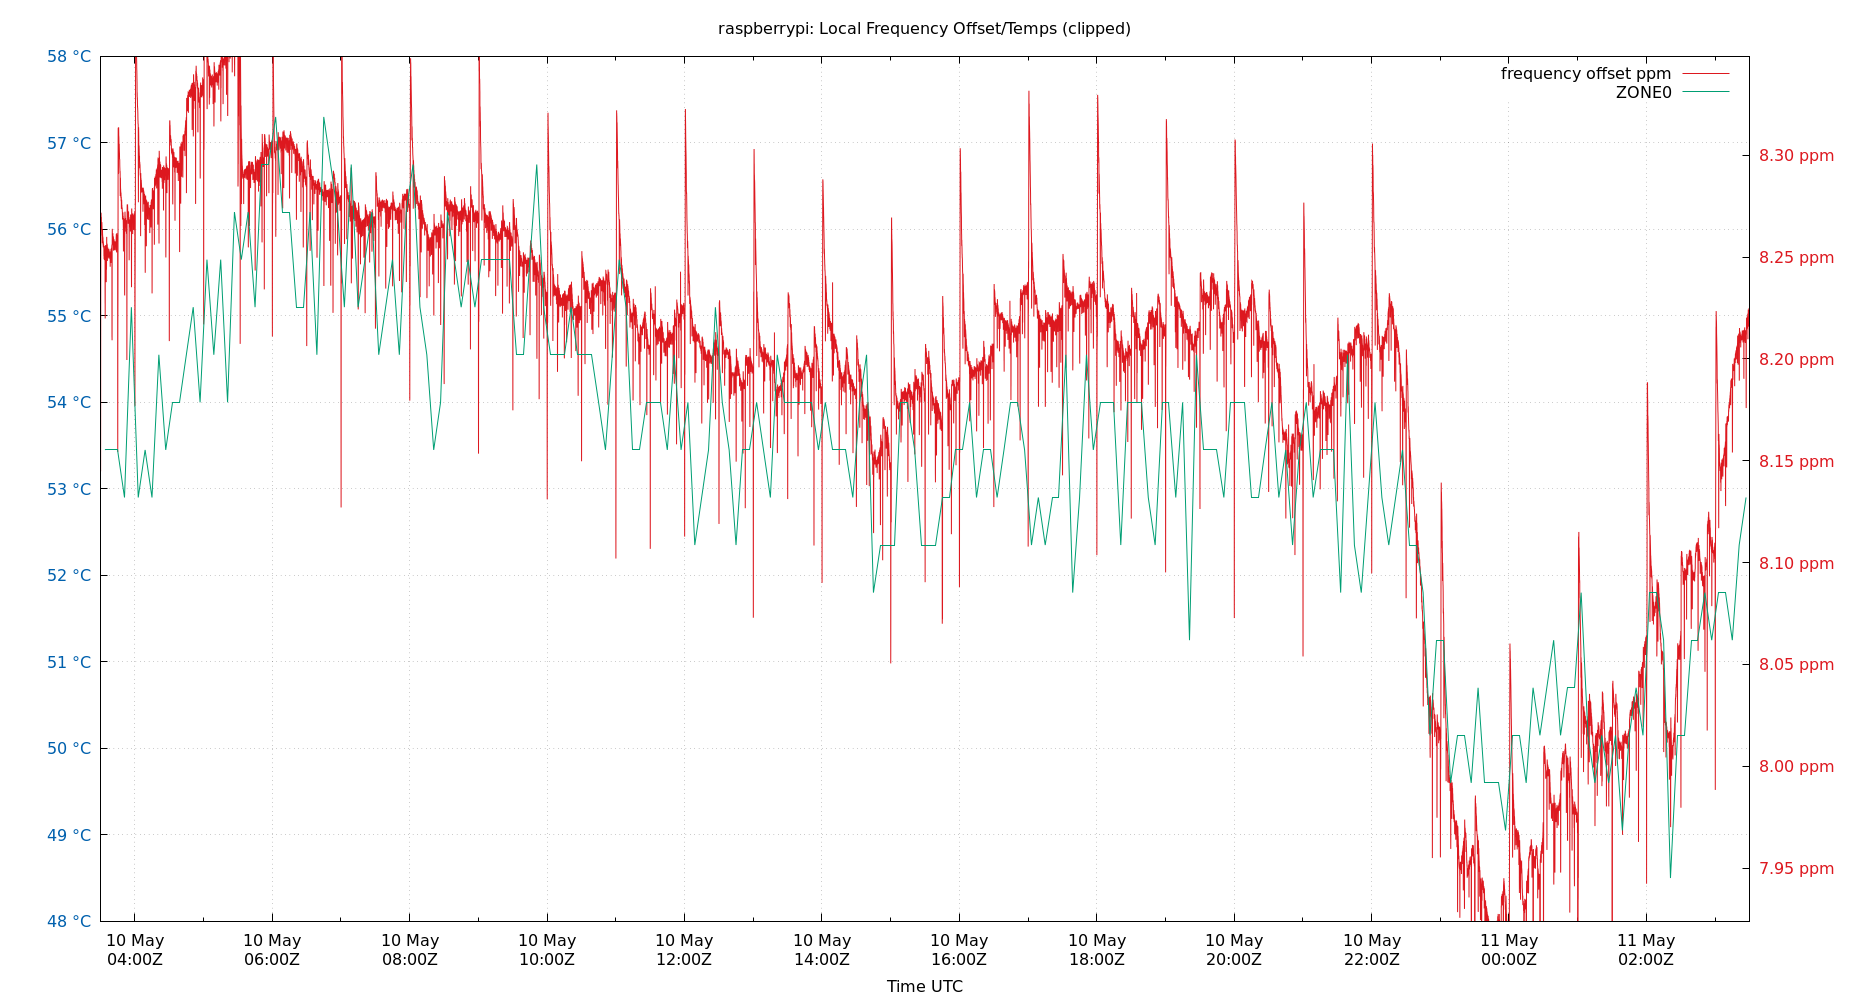 raspberrypi: Local Frequency Offset/Temps (clipped)
frequency offset ppm
ZONE0
58 °C
57 °C
56 °C
55 °C
54 °C
53 °C
52 °C
51 °C
50 °C
49 °C
48 °C
8.30 ppm
8.25 ppm
8.20 ppm
8.15 ppm
8.10 ppm
8.05 ppm
8.00 ppm
7.95 ppm
10 May
04:00Z
10 May
06:00Z
10 May
08:00Z
10 May
10:00Z
10 May
12:00Z
10 May
14:00Z
10 May
16:00Z
10 May
18:00Z
10 May
20:00Z
10 May
22:00Z
11 May
00:00Z
11 May
02:00Z
Time UTC